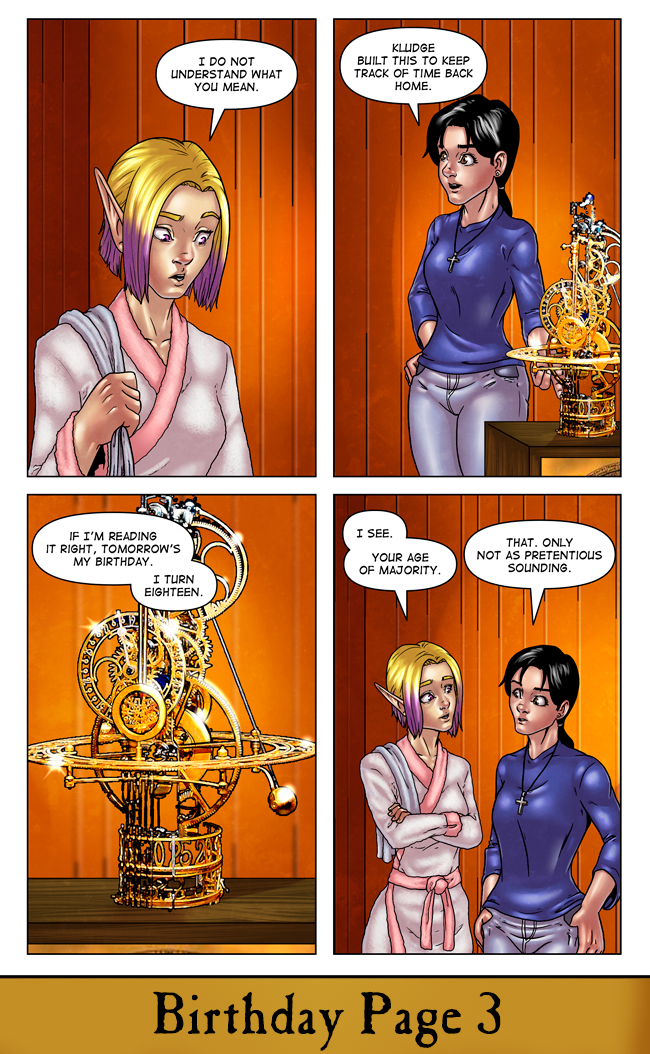 I DO NOT
UNDERSTAND WHAT
YOU MEAN.
KLUDGE
BUILT THIS TO KEEP
TRACK OF TIME BACK
HOME.
IF I'M READING
IT RIGHT, TOMORROW'S
MY BIRTHDAY.
I TURN
EIGHTEEN.
I SEE.
YOUR AGE
OF MAJORITY.
THAT. ONLY
NOT AS PRETENTIOUS
SOUNDING.
Birthday Page 3